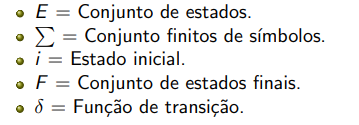 E = Conjunto de estados.
∑ = Conjunto finitos de símbolos.
i = Estado inicial.
F = Conjunto de estados finais.
δ = Função de transição.